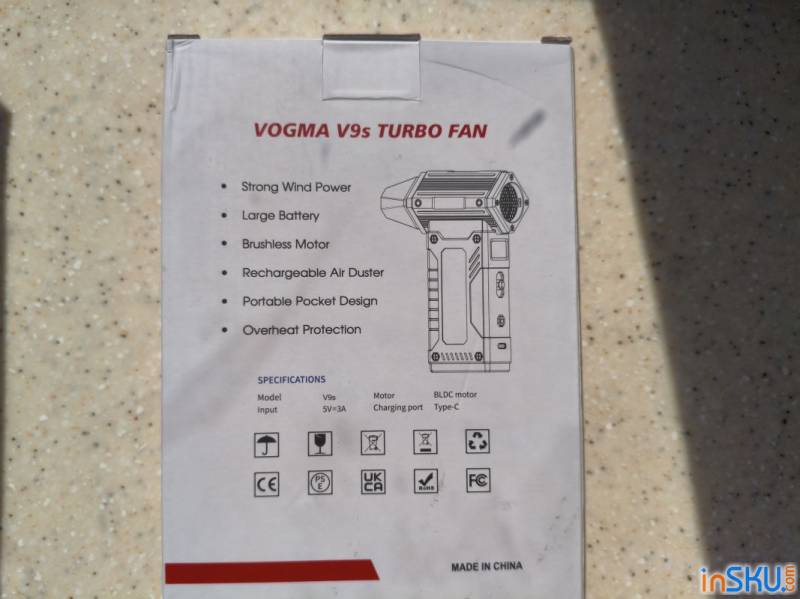 VOGMA V9s TURBO FAN
• Strong Wind Power
• Large Battery
• Brushless Motor
• Rechargeable Air Duster
• Portable Pocket Design
• Overheat Protection
SPECIFICATIONS
Model V9s Motor BLDC motor
Input 5V=3A Charging port Type-C
CE PS E UK CA RoHS FC
MADE IN CHINA
inSKU.com